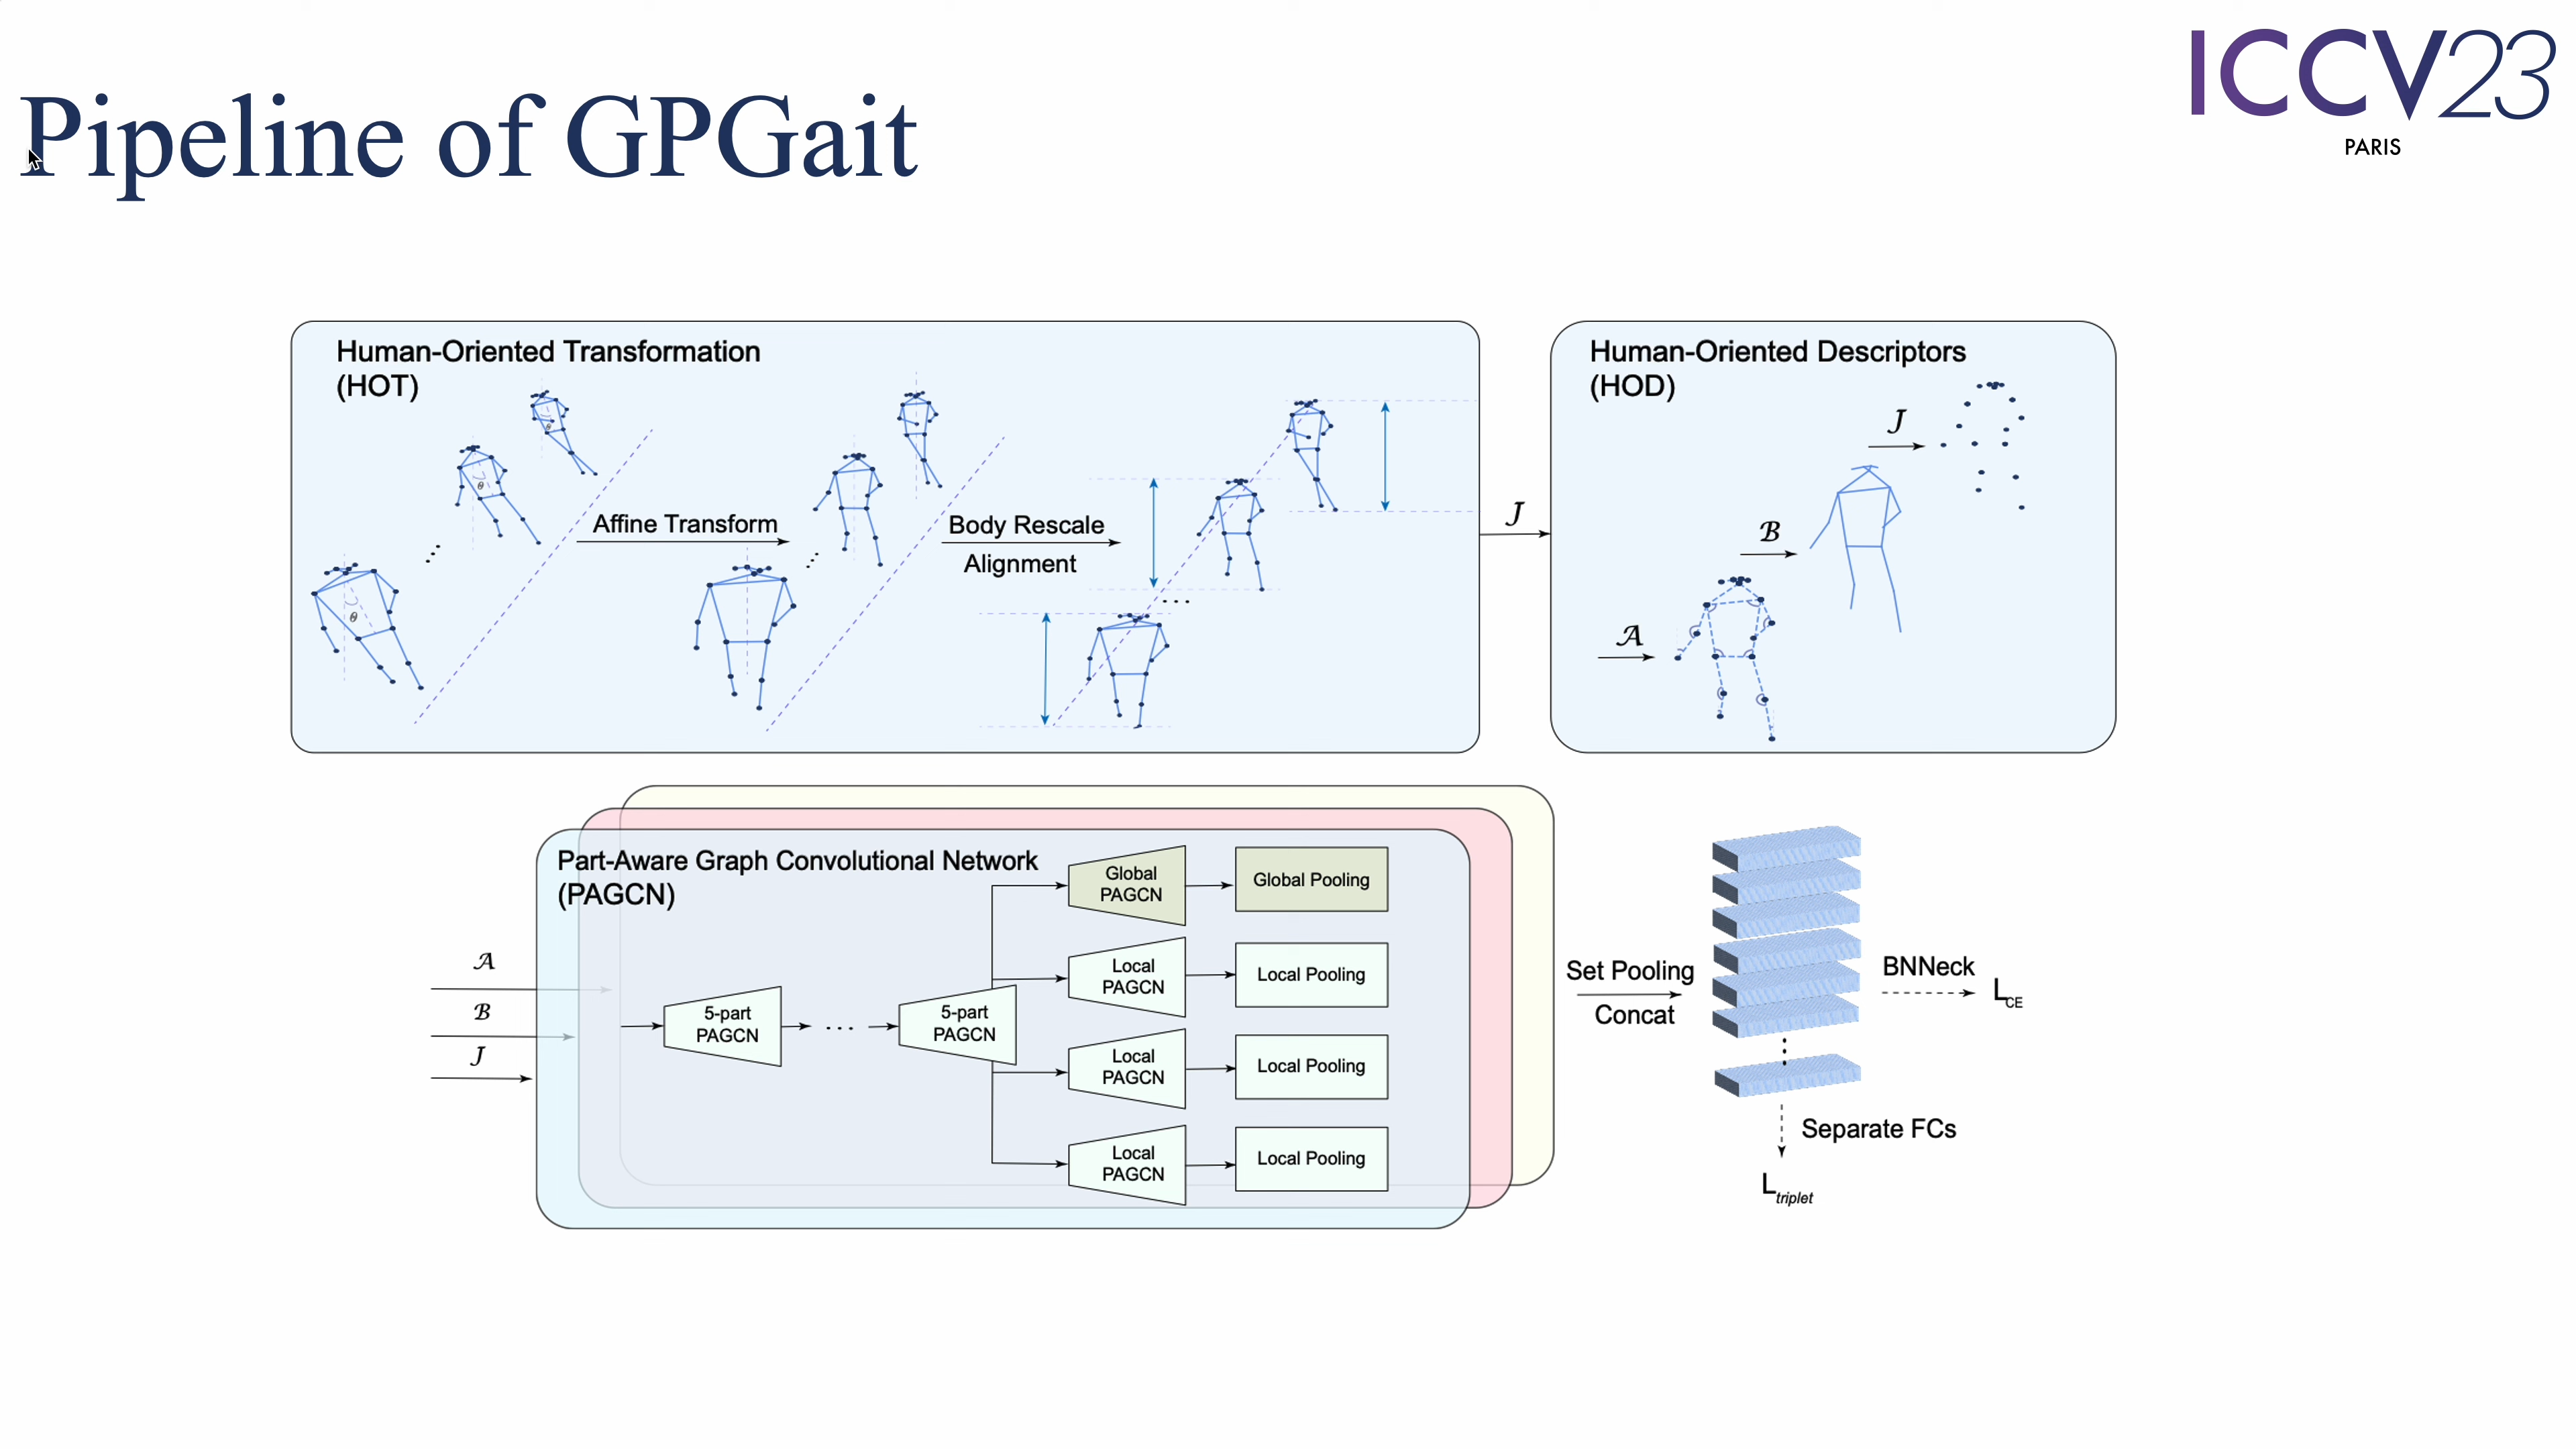 ICCV23
PARIS
Pipeline of GPGait
Human-Oriented Transformation
(HOT)
θ
θ
θ
Affine Transform
Body Rescale
Alignment
J
Human-Oriented Descriptors
(HOD)
J
B
A
Part-Aware Graph Convolutional Network
(PAGCN)
A
B
J
5-part
PAGCN
...
5-part
PAGCN
Global
PAGCN
Global Pooling
Local
PAGCN
Local Pooling
Local
PAGCN
Local Pooling
Local
PAGCN
Local Pooling
Set Pooling
Concat
BNNeck
LCE
Separate FCs
Ltriplet